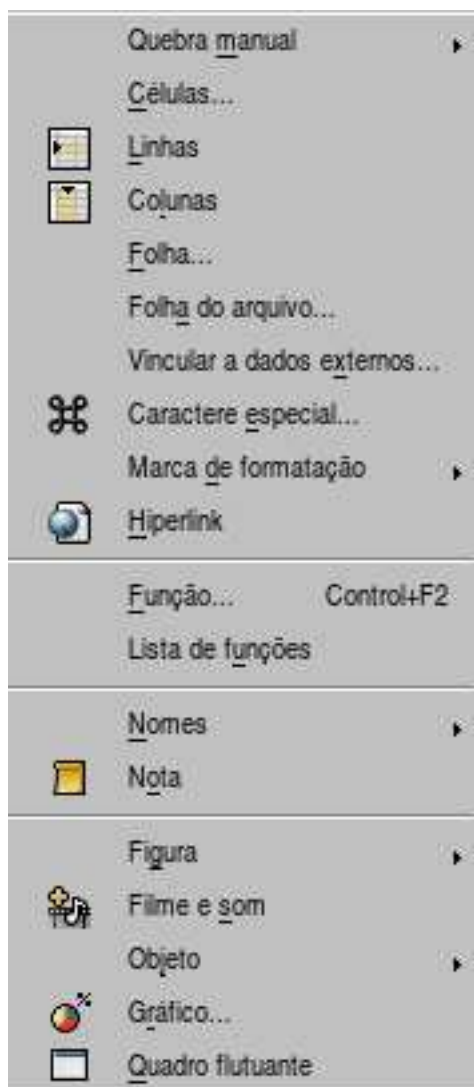 Quebra manual
Células...
Linhas
Colunas
Folha...
Folha do arquivo...
Vincular a dados externos...
Caractere especial...
Marca de formatação
Hiperlink
Função... Control+F2
Lista de funções
Nomes
Nota
Figura
Filme e som
Objeto
Gráfico...
Quadro flutuante